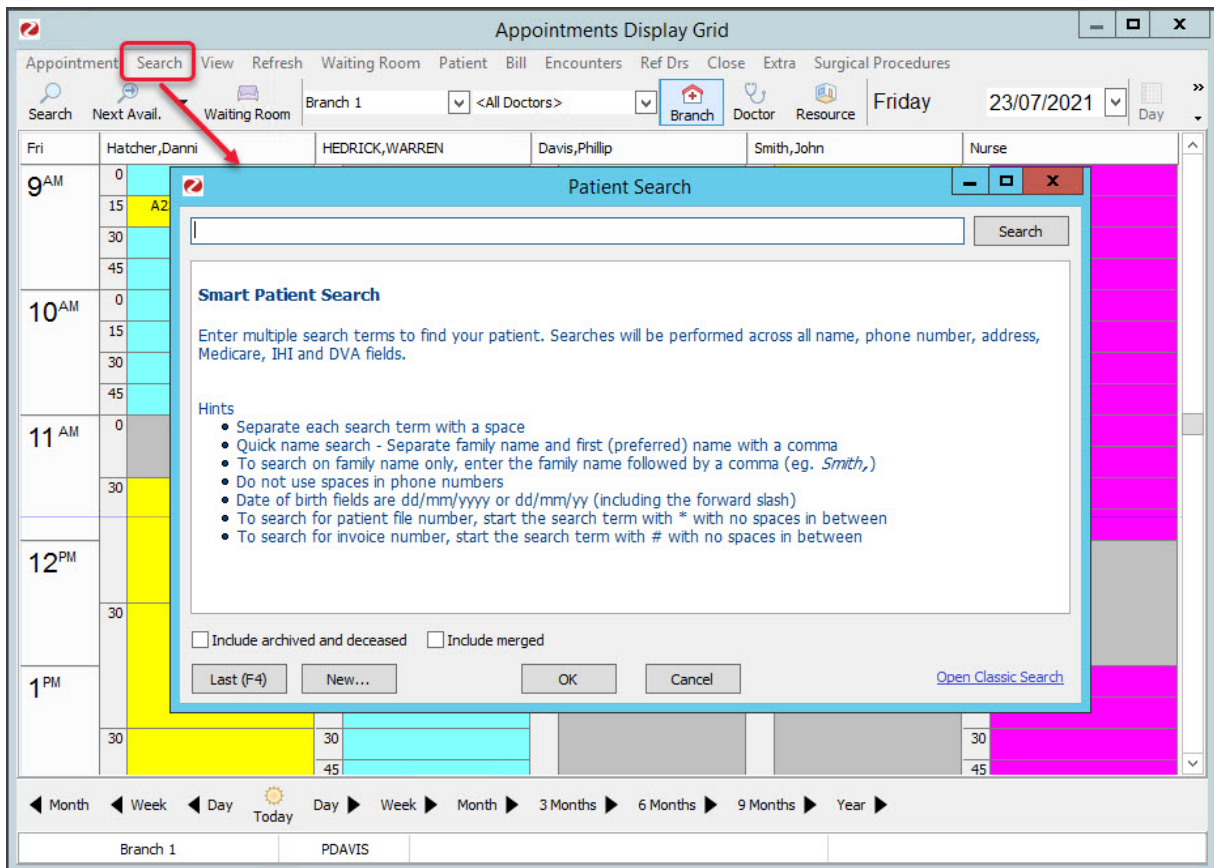 Appointments Display Grid
Appointment Search View Refresh Waiting Room Patient Bill Encounters Ref Drs Close Extra Surgical Procedures
Search Next Avail. Waiting Room Branch 1 <All Doctors> Branch Doctor Resource Friday 23/07/2021 Day
Fri Hatcher,Danni HEDRICK,WARREN Davis,Phillip Smith,John Nurse
9 AM 0
15 A2
30
45
10 AM 0
15
30
45
11 AM 0
30
12 PM
30
1 PM
30 30 30
45 45
Patient Search
Search
Smart Patient Search
Enter multiple search terms to find your patient. Searches will be performed across all name, phone number, address,
Medicare, IHI and DVA fields.
Hints
• Separate each search term with a space
• Quick name search - Separate family name and first (preferred) name with a comma
• To search on family name only, enter the family name followed by a comma (eg. Smith,)
• Do not use spaces in phone numbers
• Date of birth fields are dd/mm/yyyy or dd/mm/yy (including the forward slash)
• To search for patient file number, start the search term with * with no spaces in between
• To search for invoice number, start the search term with # with no spaces in between
Include archived and deceased Include merged
Last (F4) New... OK Cancel Open Classic Search
Month Week Day Today Day Week Month 3 Months 6 Months 9 Months Year
Branch 1 PDAVIS